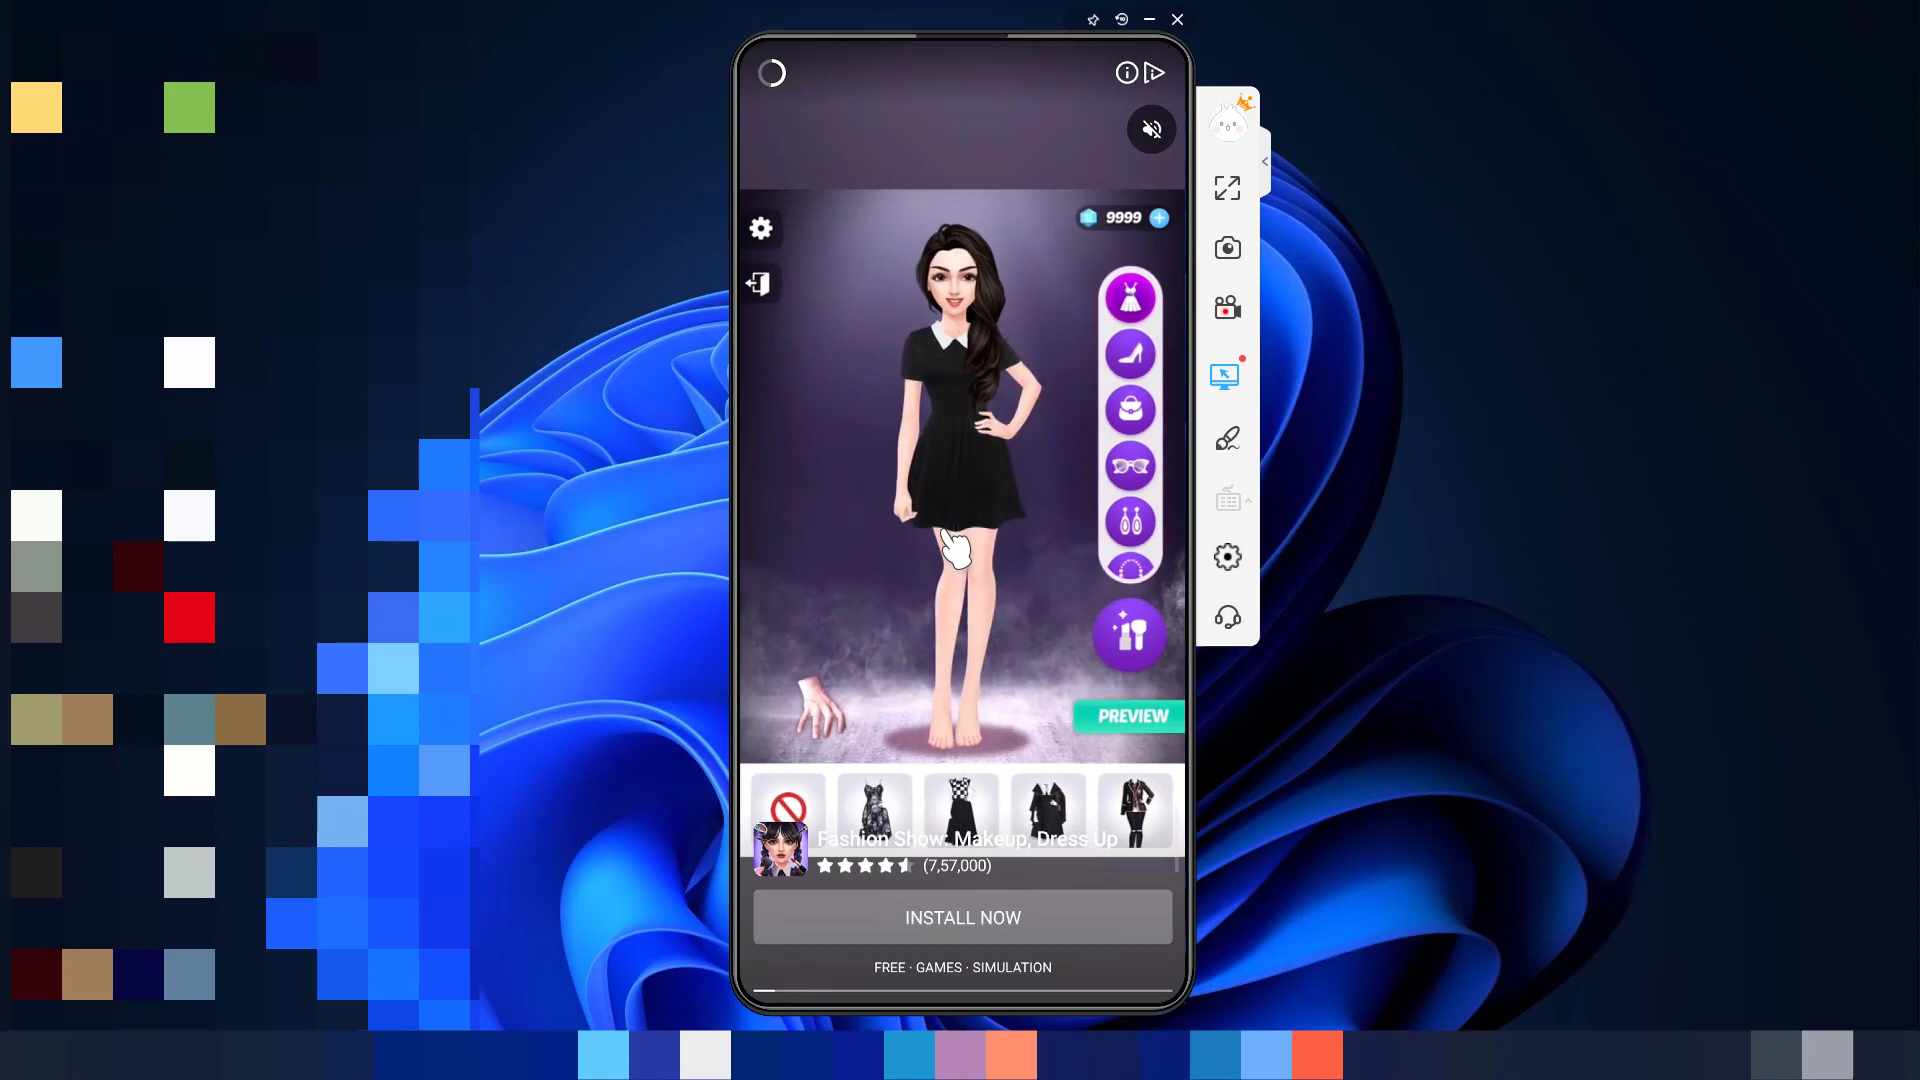 9999
PREVIEW
Fashion Show: Makeup, Dress Up
(7,57,000)
INSTALL NOW
FREE · GAMES · SIMULATION